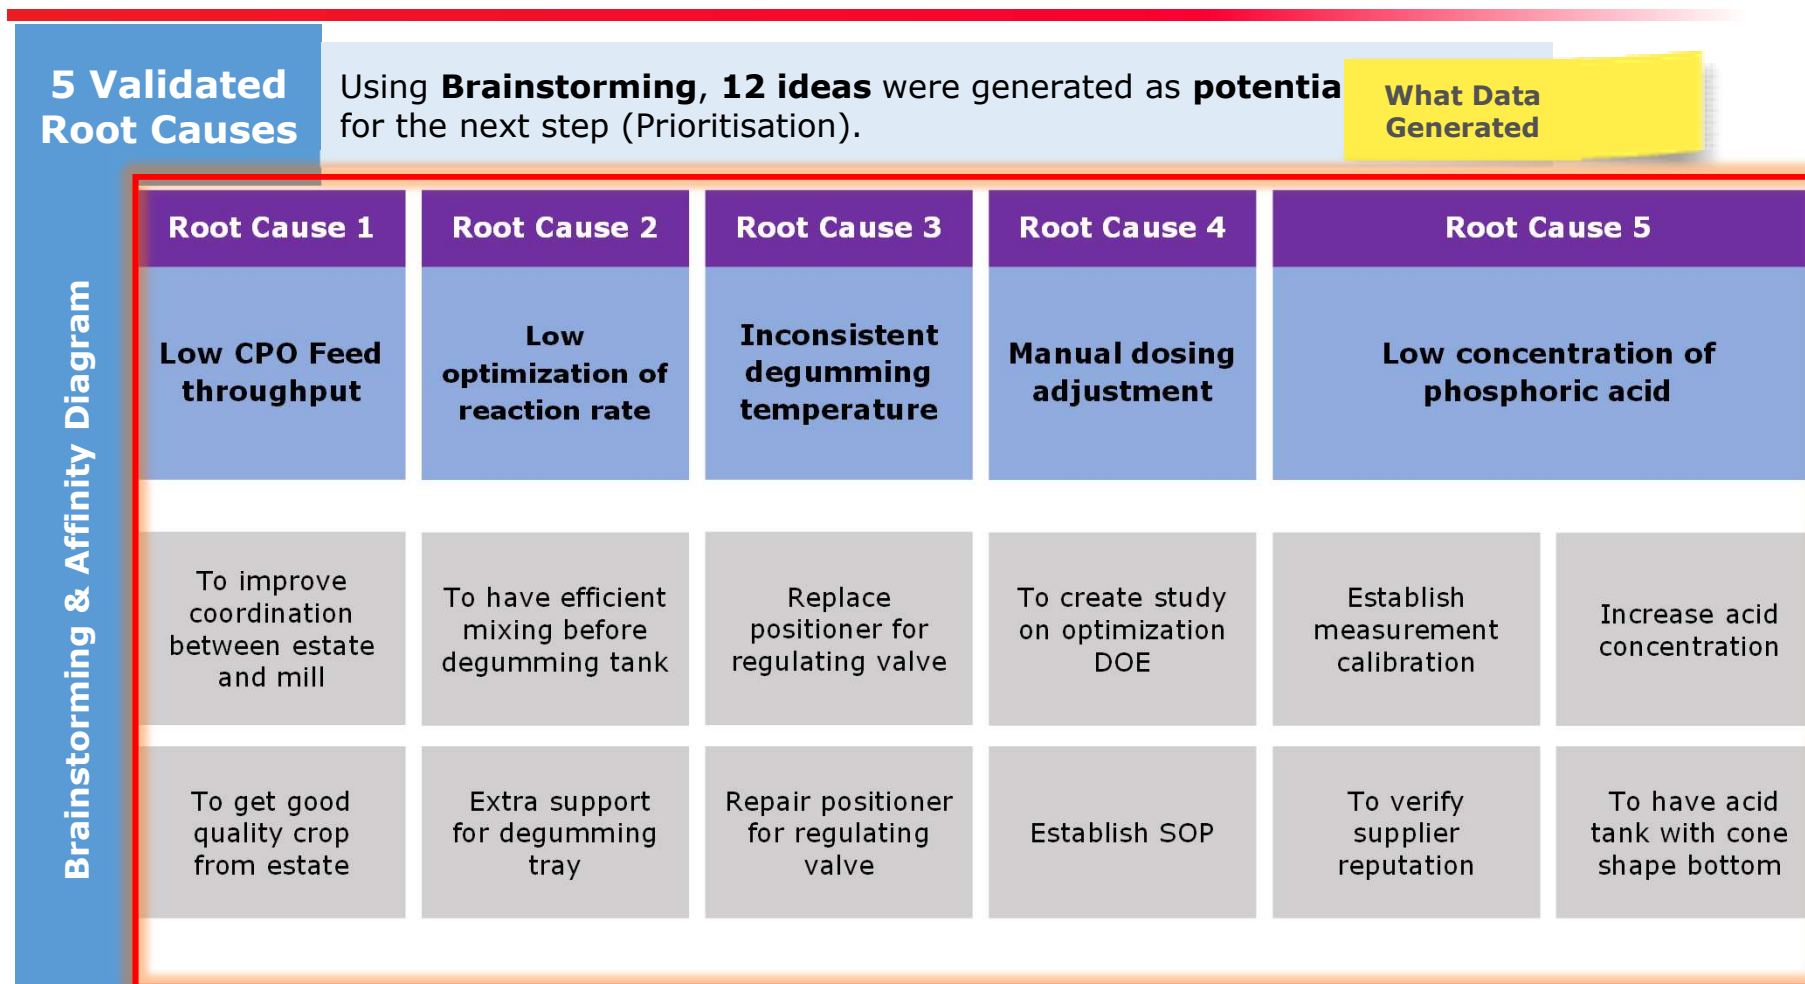 5 Validated
Root Causes
Using Brainstorming, 12 ideas were generated as potentia
for the next step (Prioritisation).
What Data
Generated
Brainstorming & Affinity Diagram
Root Cause 1
Root Cause 2
Root Cause 3
Root Cause 4
Root Cause 5
Low CPO Feed
throughput
Low
optimization of
reaction rate
Inconsistent
degumming
temperature
Manual dosing
adjustment
Low concentration of
phosphoric acid
To improve
coordination
between estate
and mill
To have efficient
mixing before
degumming tank
Replace
positioner for
regulating valve
To create study
on optimization
DOE
Establish
measurement
calibration
Increase acid
concentration
To get good
quality crop
from estate
Extra support
for degumming
tray
Repair positioner
for regulating
valve
Establish SOP
To verify
supplier
reputation
To have acid
tank with cone
shape bottom